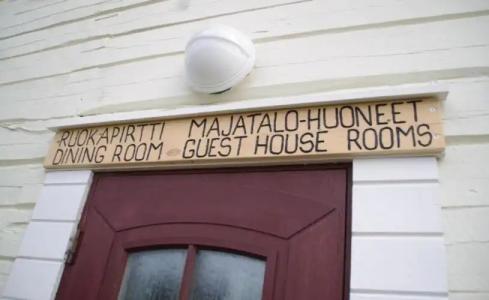 RUOKAPIRTTI MAJATALO-HUONEET
DINING ROOM GUEST HOUSE ROOMS